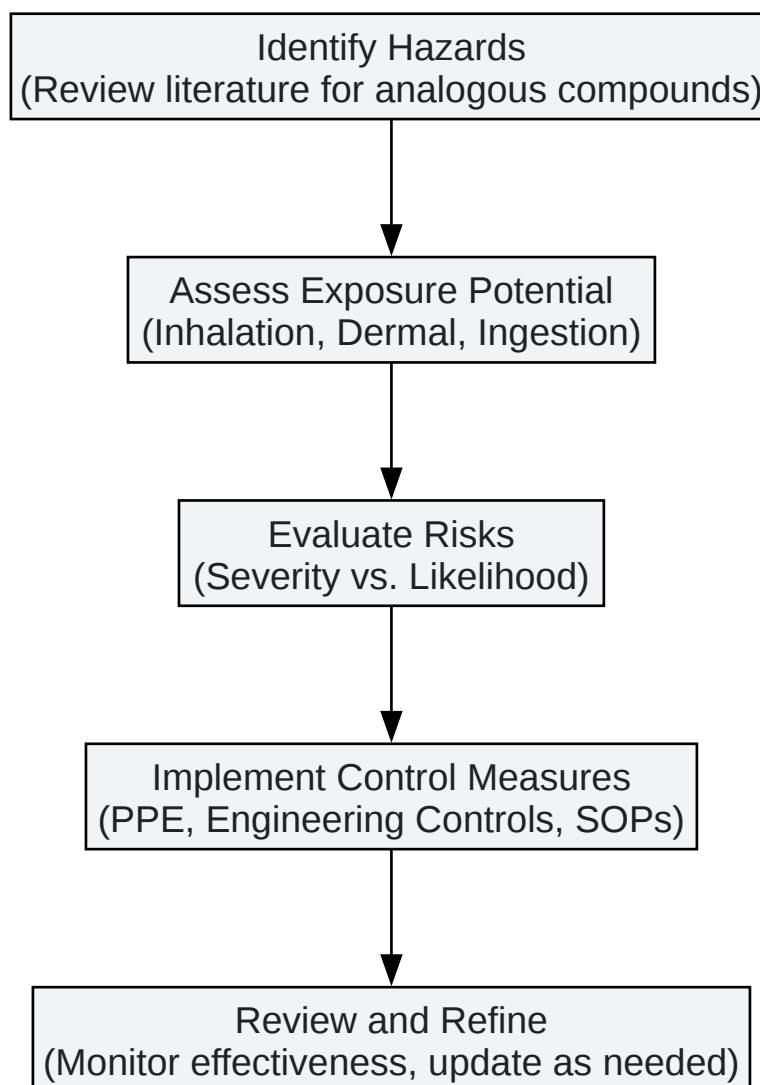 Identify Hazards
(Review literature for analogous compounds)
Assess Exposure Potential
(Inhalation, Dermal, Ingestion)
Evaluate Risks
(Severity vs. Likelihood)
Implement Control Measures
(PPE, Engineering Controls, SOPs)
Review and Refine
(Monitor effectiveness, update as needed)